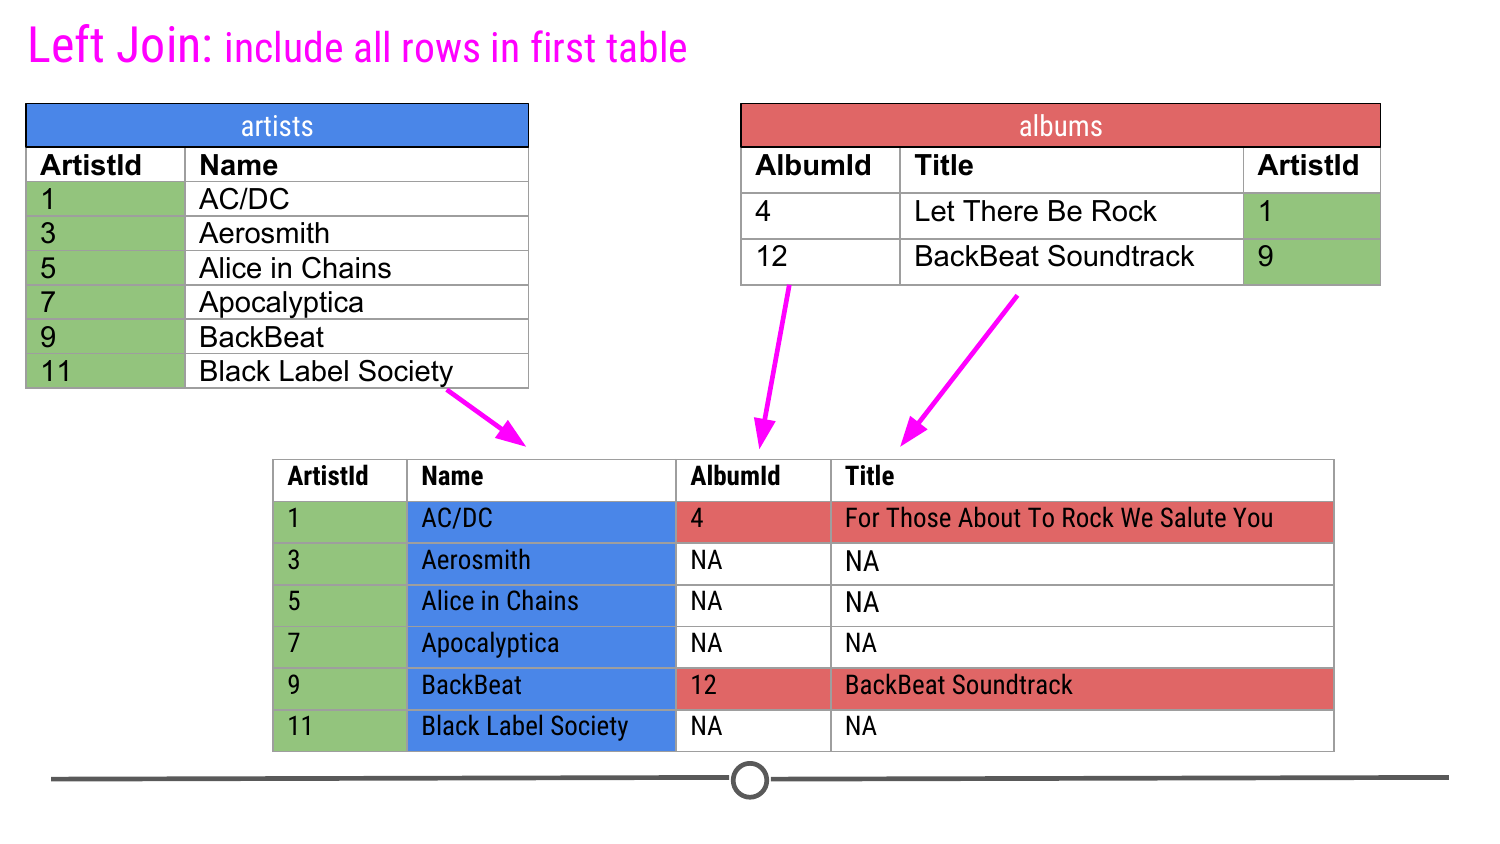 Left Join: include all rows in first table
artists
ArtistId Name
1 AC/DC
3 Aerosmith
5 Alice in Chains
7 Apocalyptica
9 BackBeat
11 Black Label Society
albums
AlbumId Title ArtistId
4 Let There Be Rock 1
12 BackBeat Soundtrack 9
ArtistId Name AlbumId Title
1 AC/DC 4 For Those About To Rock We Salute You
3 Aerosmith NA NA
5 Alice in Chains NA NA
7 Apocalyptica NA NA
9 BackBeat 12 BackBeat Soundtrack
11 Black Label Society NA NA